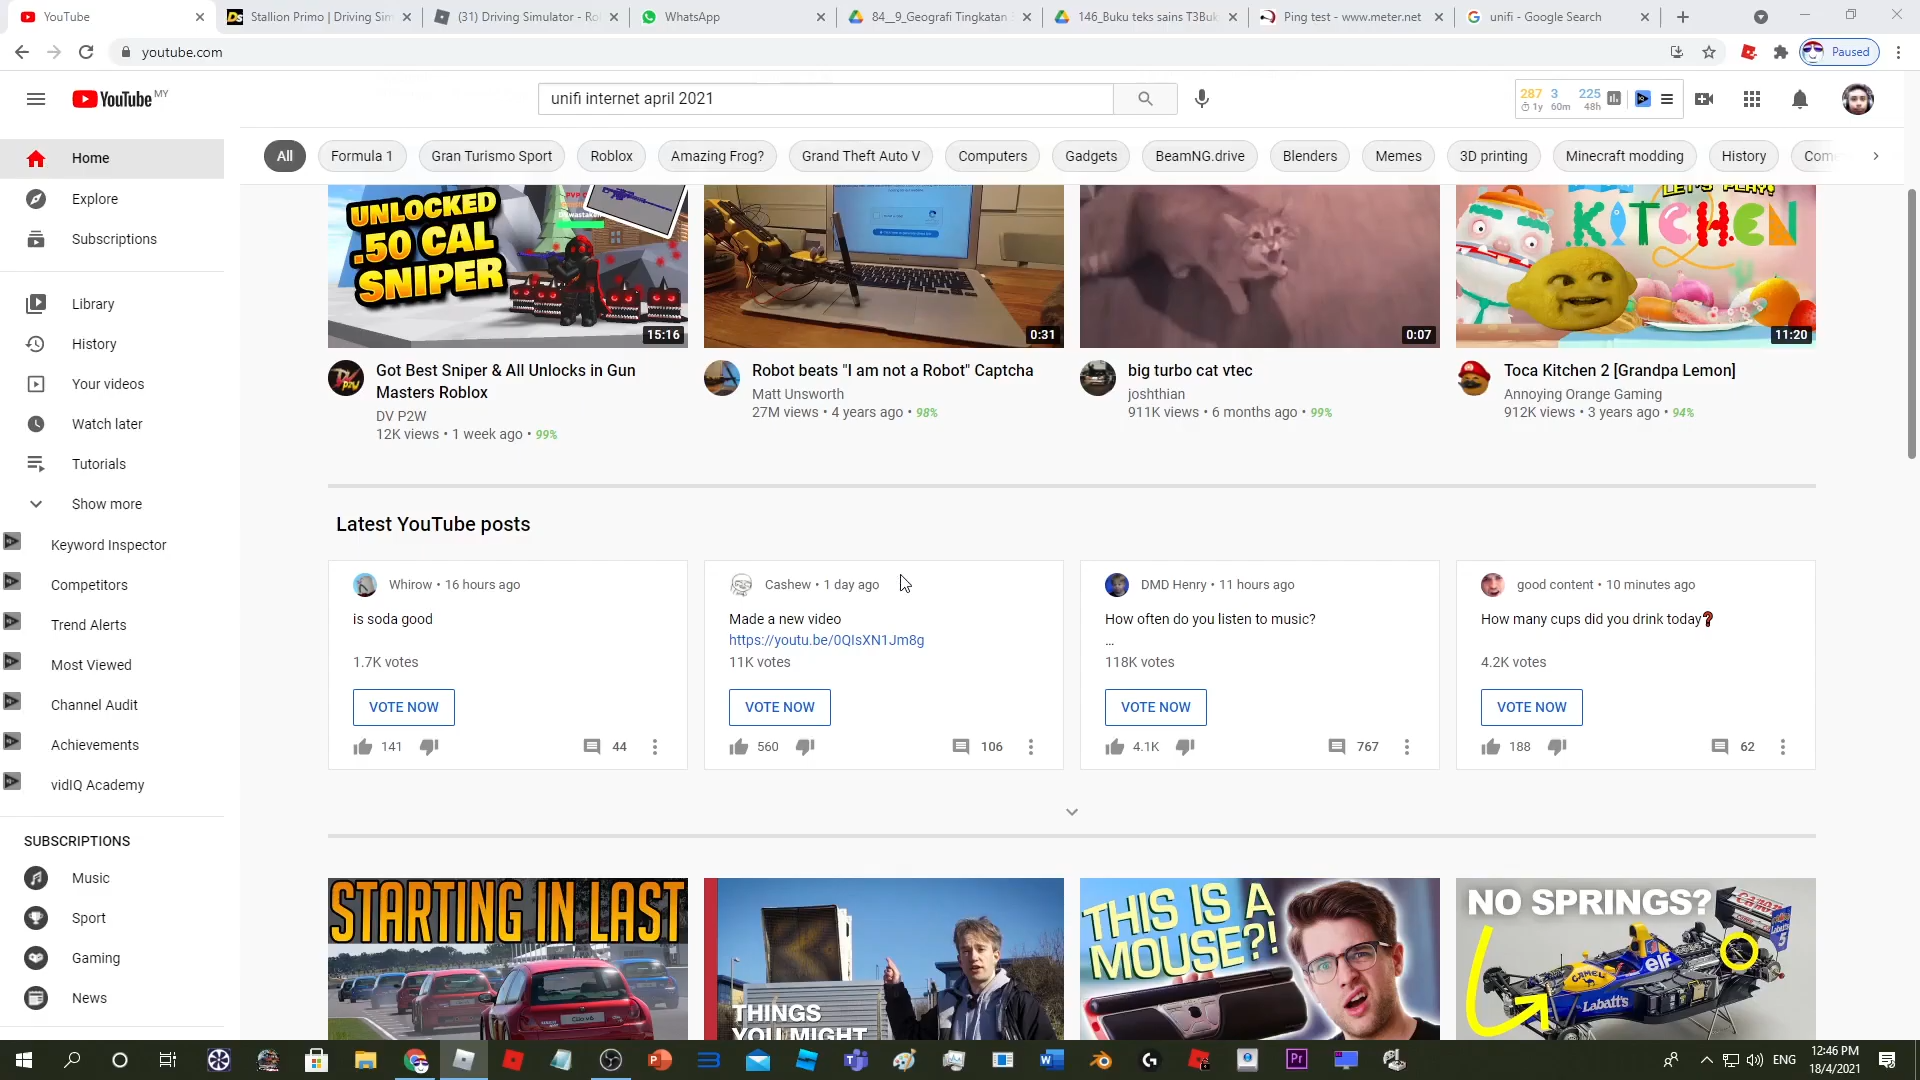 YouTube
Stallion Primo | Driving Sim
(31) Driving Simulator - Ro
WhatsApp
84__9_Geografi Tingkatan
146_Buku teks sains T3Buk
Ping test - www.meter.net
unifi - Google Search
youtube.com
Paused
YouTube MY
unifi internet april 2021
287 3 225
1y 60m 48h
Home
Explore
Subscriptions
Library
History
Your videos
Watch later
Tutorials
Show more
Keyword Inspector
Competitors
Trend Alerts
Most Viewed
Channel Audit
Achievements
vidIQ Academy
SUBSCRIPTIONS
Music
Sport
Gaming
News
All
Formula 1
Gran Turismo Sport
Roblox
Amazing Frog?
Grand Theft Auto V
Computers
Gadgets
BeamNG.drive
Blenders
Memes
3D printing
Minecraft modding
History
Come
UNLOCKED
.50 CAL
SNIPER
15:16
Got Best Sniper & All Unlocks in Gun
Masters Roblox
DV P2W
12K views • 1 week ago • 99%
0:31
Robot beats "I am not a Robot" Captcha
Matt Unsworth
27M views • 4 years ago • 98%
0:07
big turbo cat vtec
joshthian
911K views • 6 months ago • 99%
LET'S PLAY!
KITCHEN
11:20
Toca Kitchen 2 [Grandpa Lemon]
Annoying Orange Gaming
912K views • 3 years ago • 94%
Latest YouTube posts
Whirow • 16 hours ago
is soda good
1.7K votes
VOTE NOW
141
44
Cashew • 1 day ago
Made a new video
https://youtu.be/0QIsXN1Jm8g
11K votes
VOTE NOW
560
106
DMD Henry • 11 hours ago
How often do you listen to music?
...
118K votes
VOTE NOW
4.1K
767
good content • 10 minutes ago
How many cups did you drink today❓
4.2K votes
VOTE NOW
188
62
STARTING IN LAST
THINGS
YOU MIGHT
THIS IS A
MOUSE?!
NO SPRINGS?
CAMEL
elf
Labatt's
Labatt's
5
ENG
12:46 PM
18/4/2021